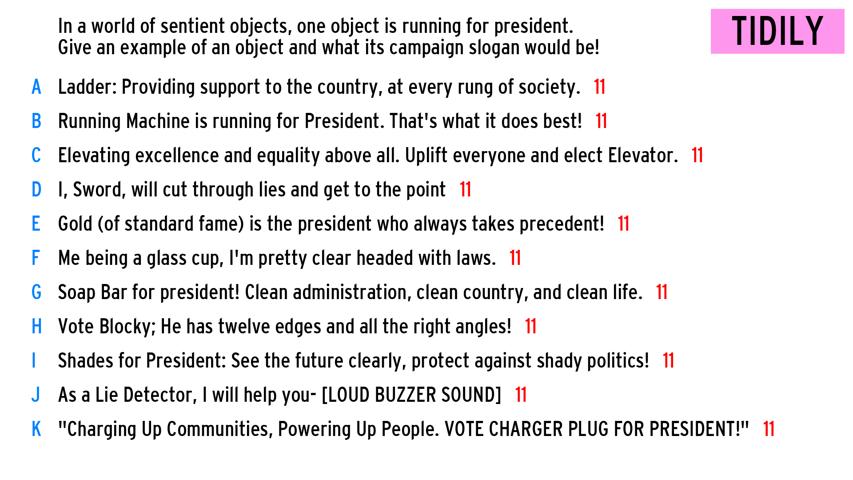 In a world of sentient objects, one object is running for president.
Give an example of an object and what its campaign slogan would be!
TIDILY
A Ladder: Providing support to the country, at every rung of society. 11
B Running Machine is running for President. That's what it does best! 11
C Elevating excellence and equality above all. Uplift everyone and elect Elevator. 11
D I, Sword, will cut through lies and get to the point 11
E Gold (of standard fame) is the president who always takes precedent! 11
F Me being a glass cup, I'm pretty clear headed with laws. 11
G Soap Bar for president! Clean administration, clean country, and clean life. 11
H Vote Blocky; He has twelve edges and all the right angles! 11
I Shades for President: See the future clearly, protect against shady politics! 11
J As a Lie Detector, I will help you- [LOUD BUZZER SOUND] 11
K "Charging Up Communities, Powering Up People. VOTE CHARGER PLUG FOR PRESIDENT!" 11